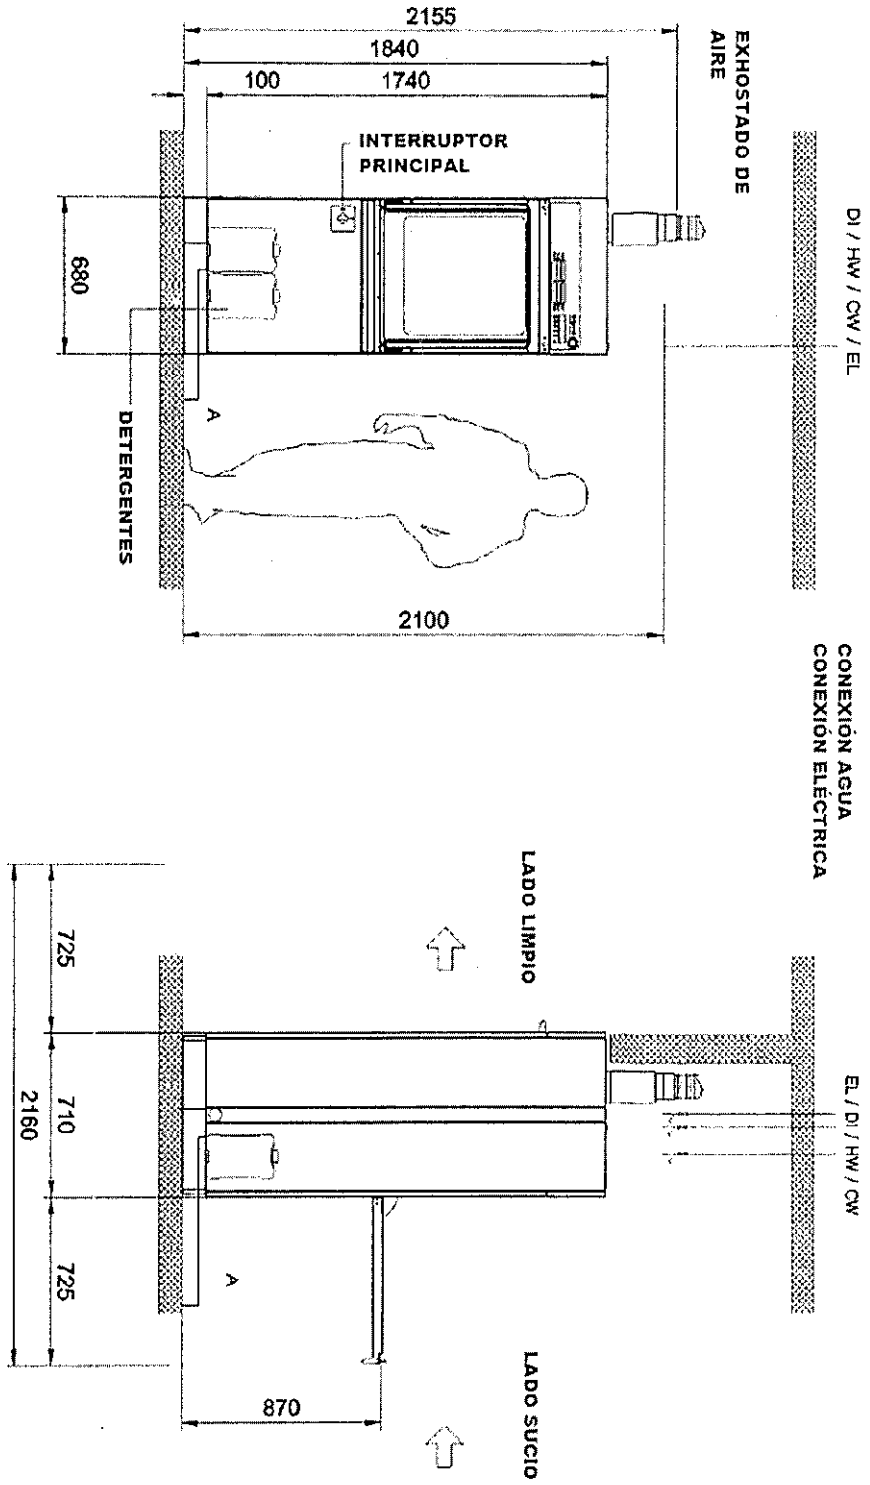 2155
1840
100
1740
EXHOSTADO DE
AIRE
INTERRUPTOR
PRINCIPAL
DI / HW / CW / EL
680
A
DETERGENTES
2100
CONEXIÓN AGUA
CONEXIÓN ELÉCTRICA
LADO LIMPIO
EL / DI / HW / CW
725
710
725
2160
A
870
LADO SUCIO